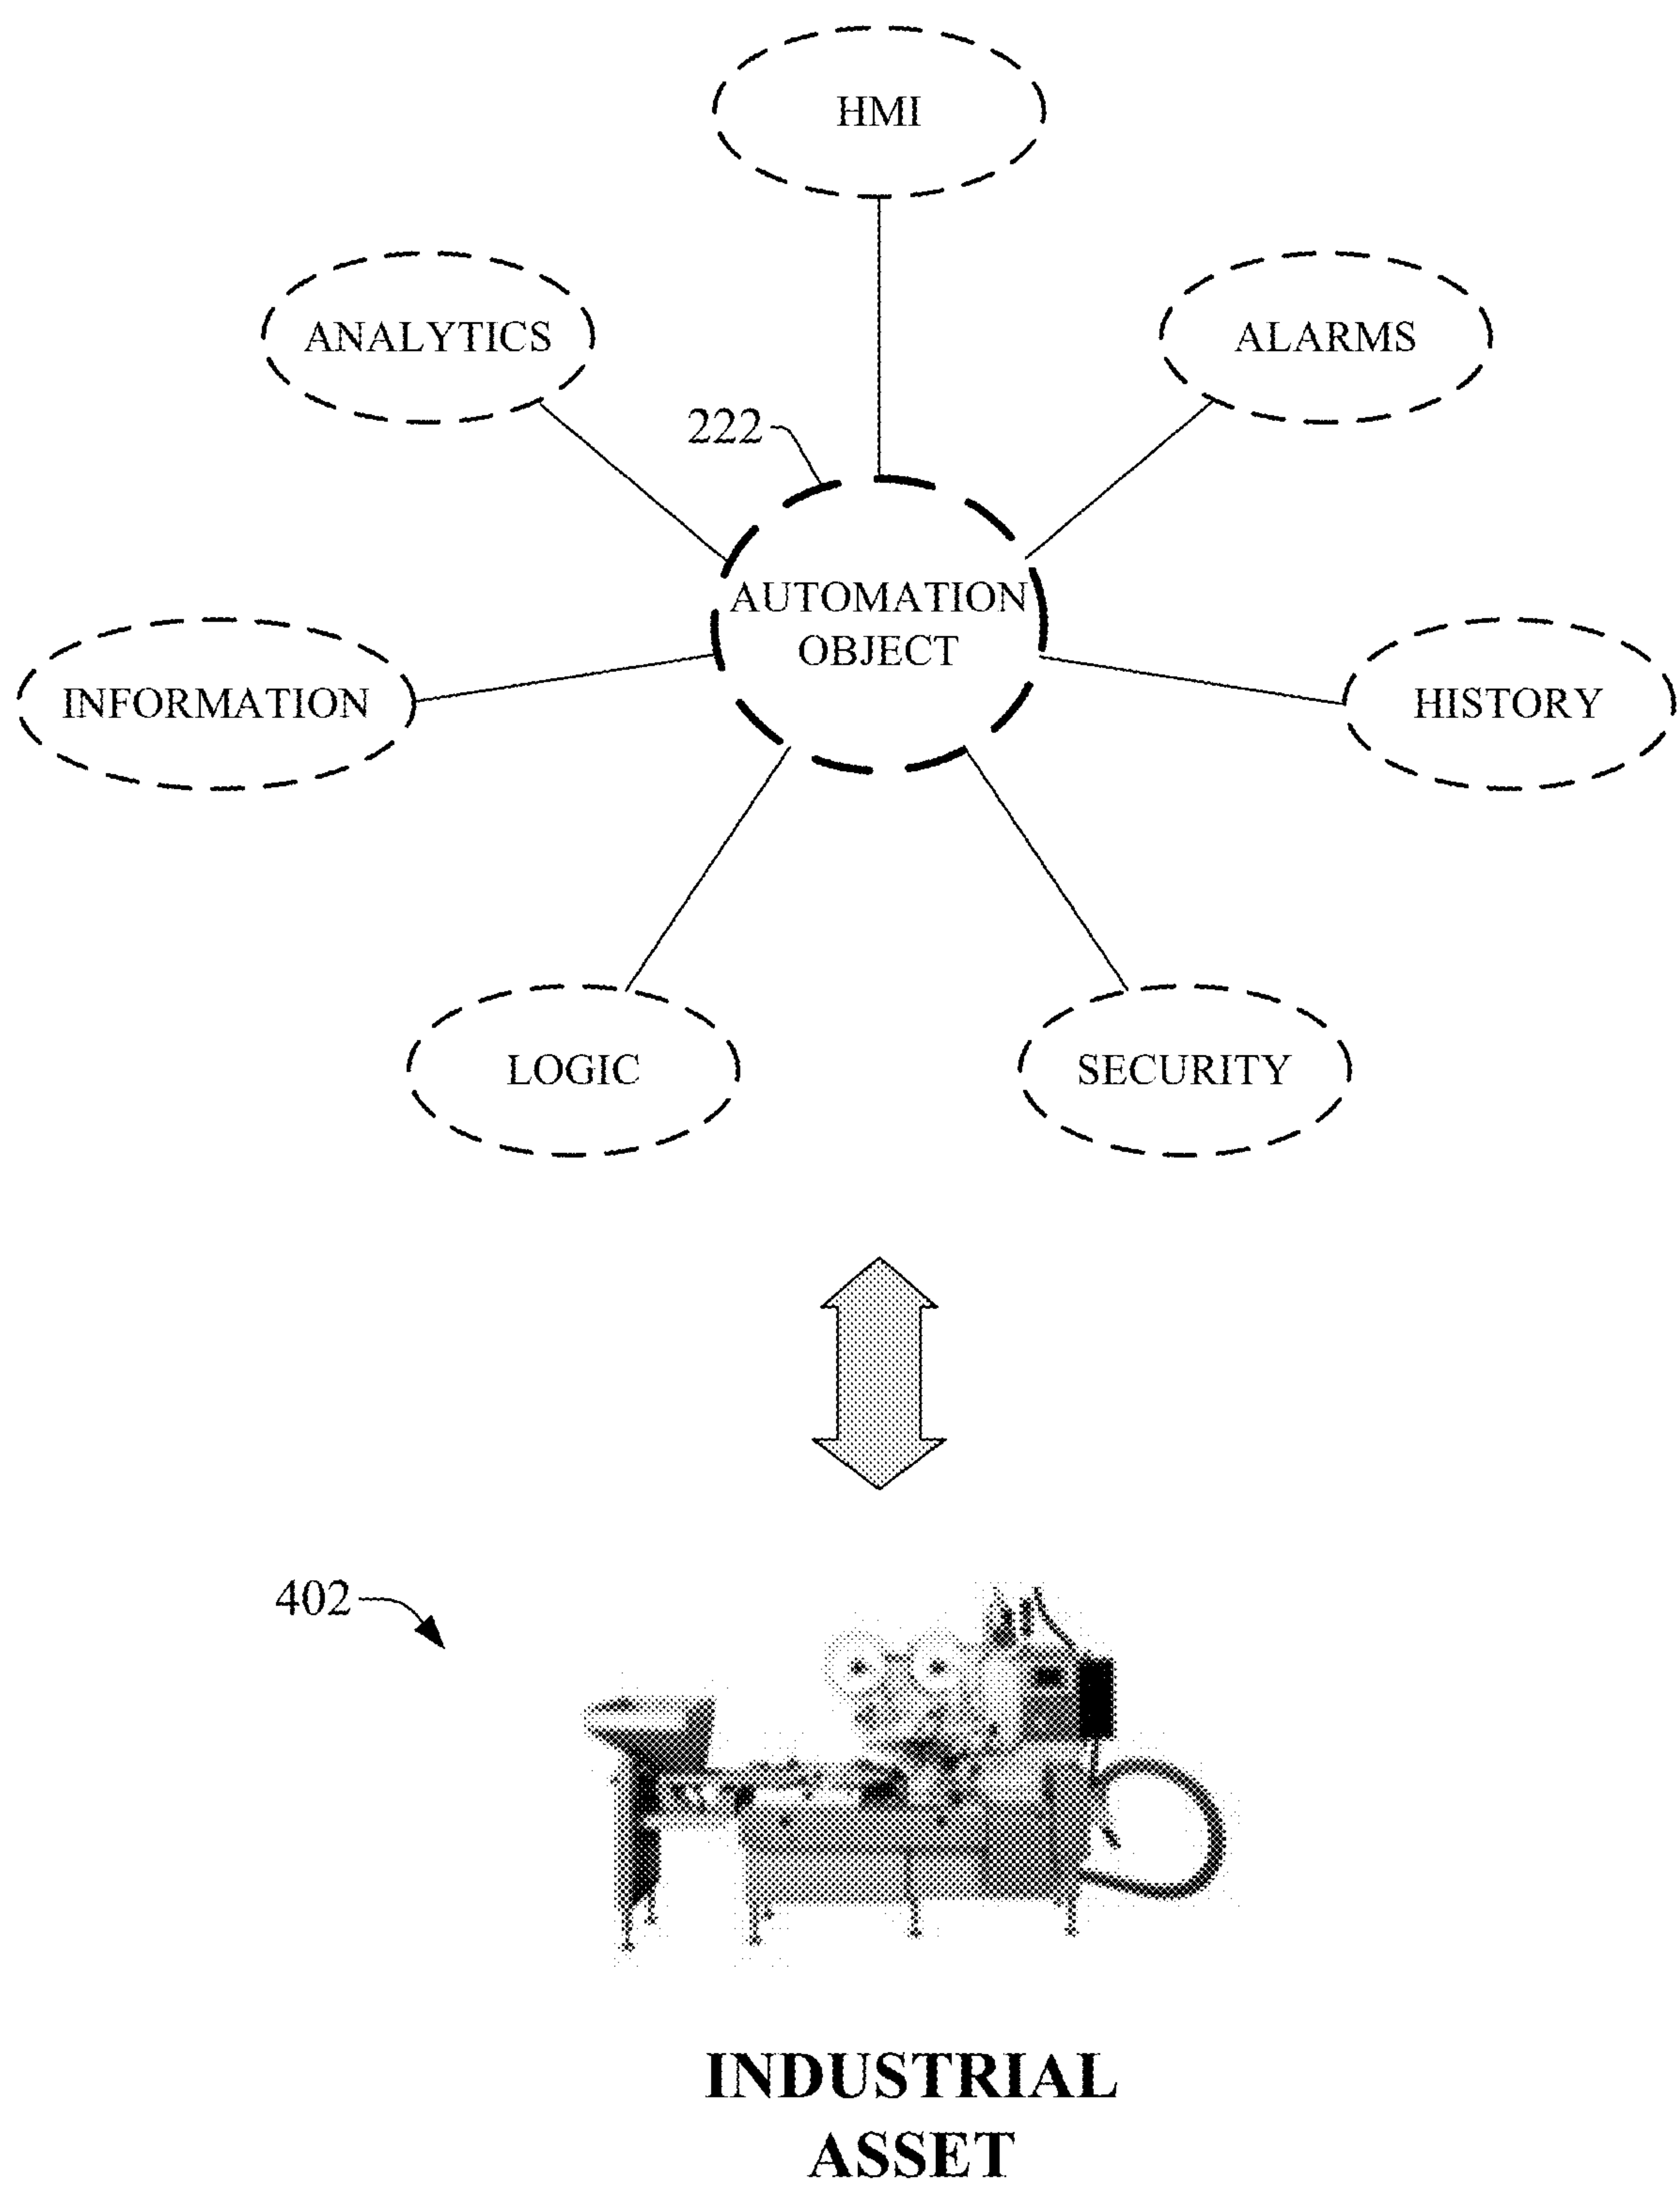 HMI
ANALYTICS
ALARMS
222
AUTOMATION
OBJECT
INFORMATION
HISTORY
LOGIC
SECURITY
402
INDUSTRIAL
ASSET